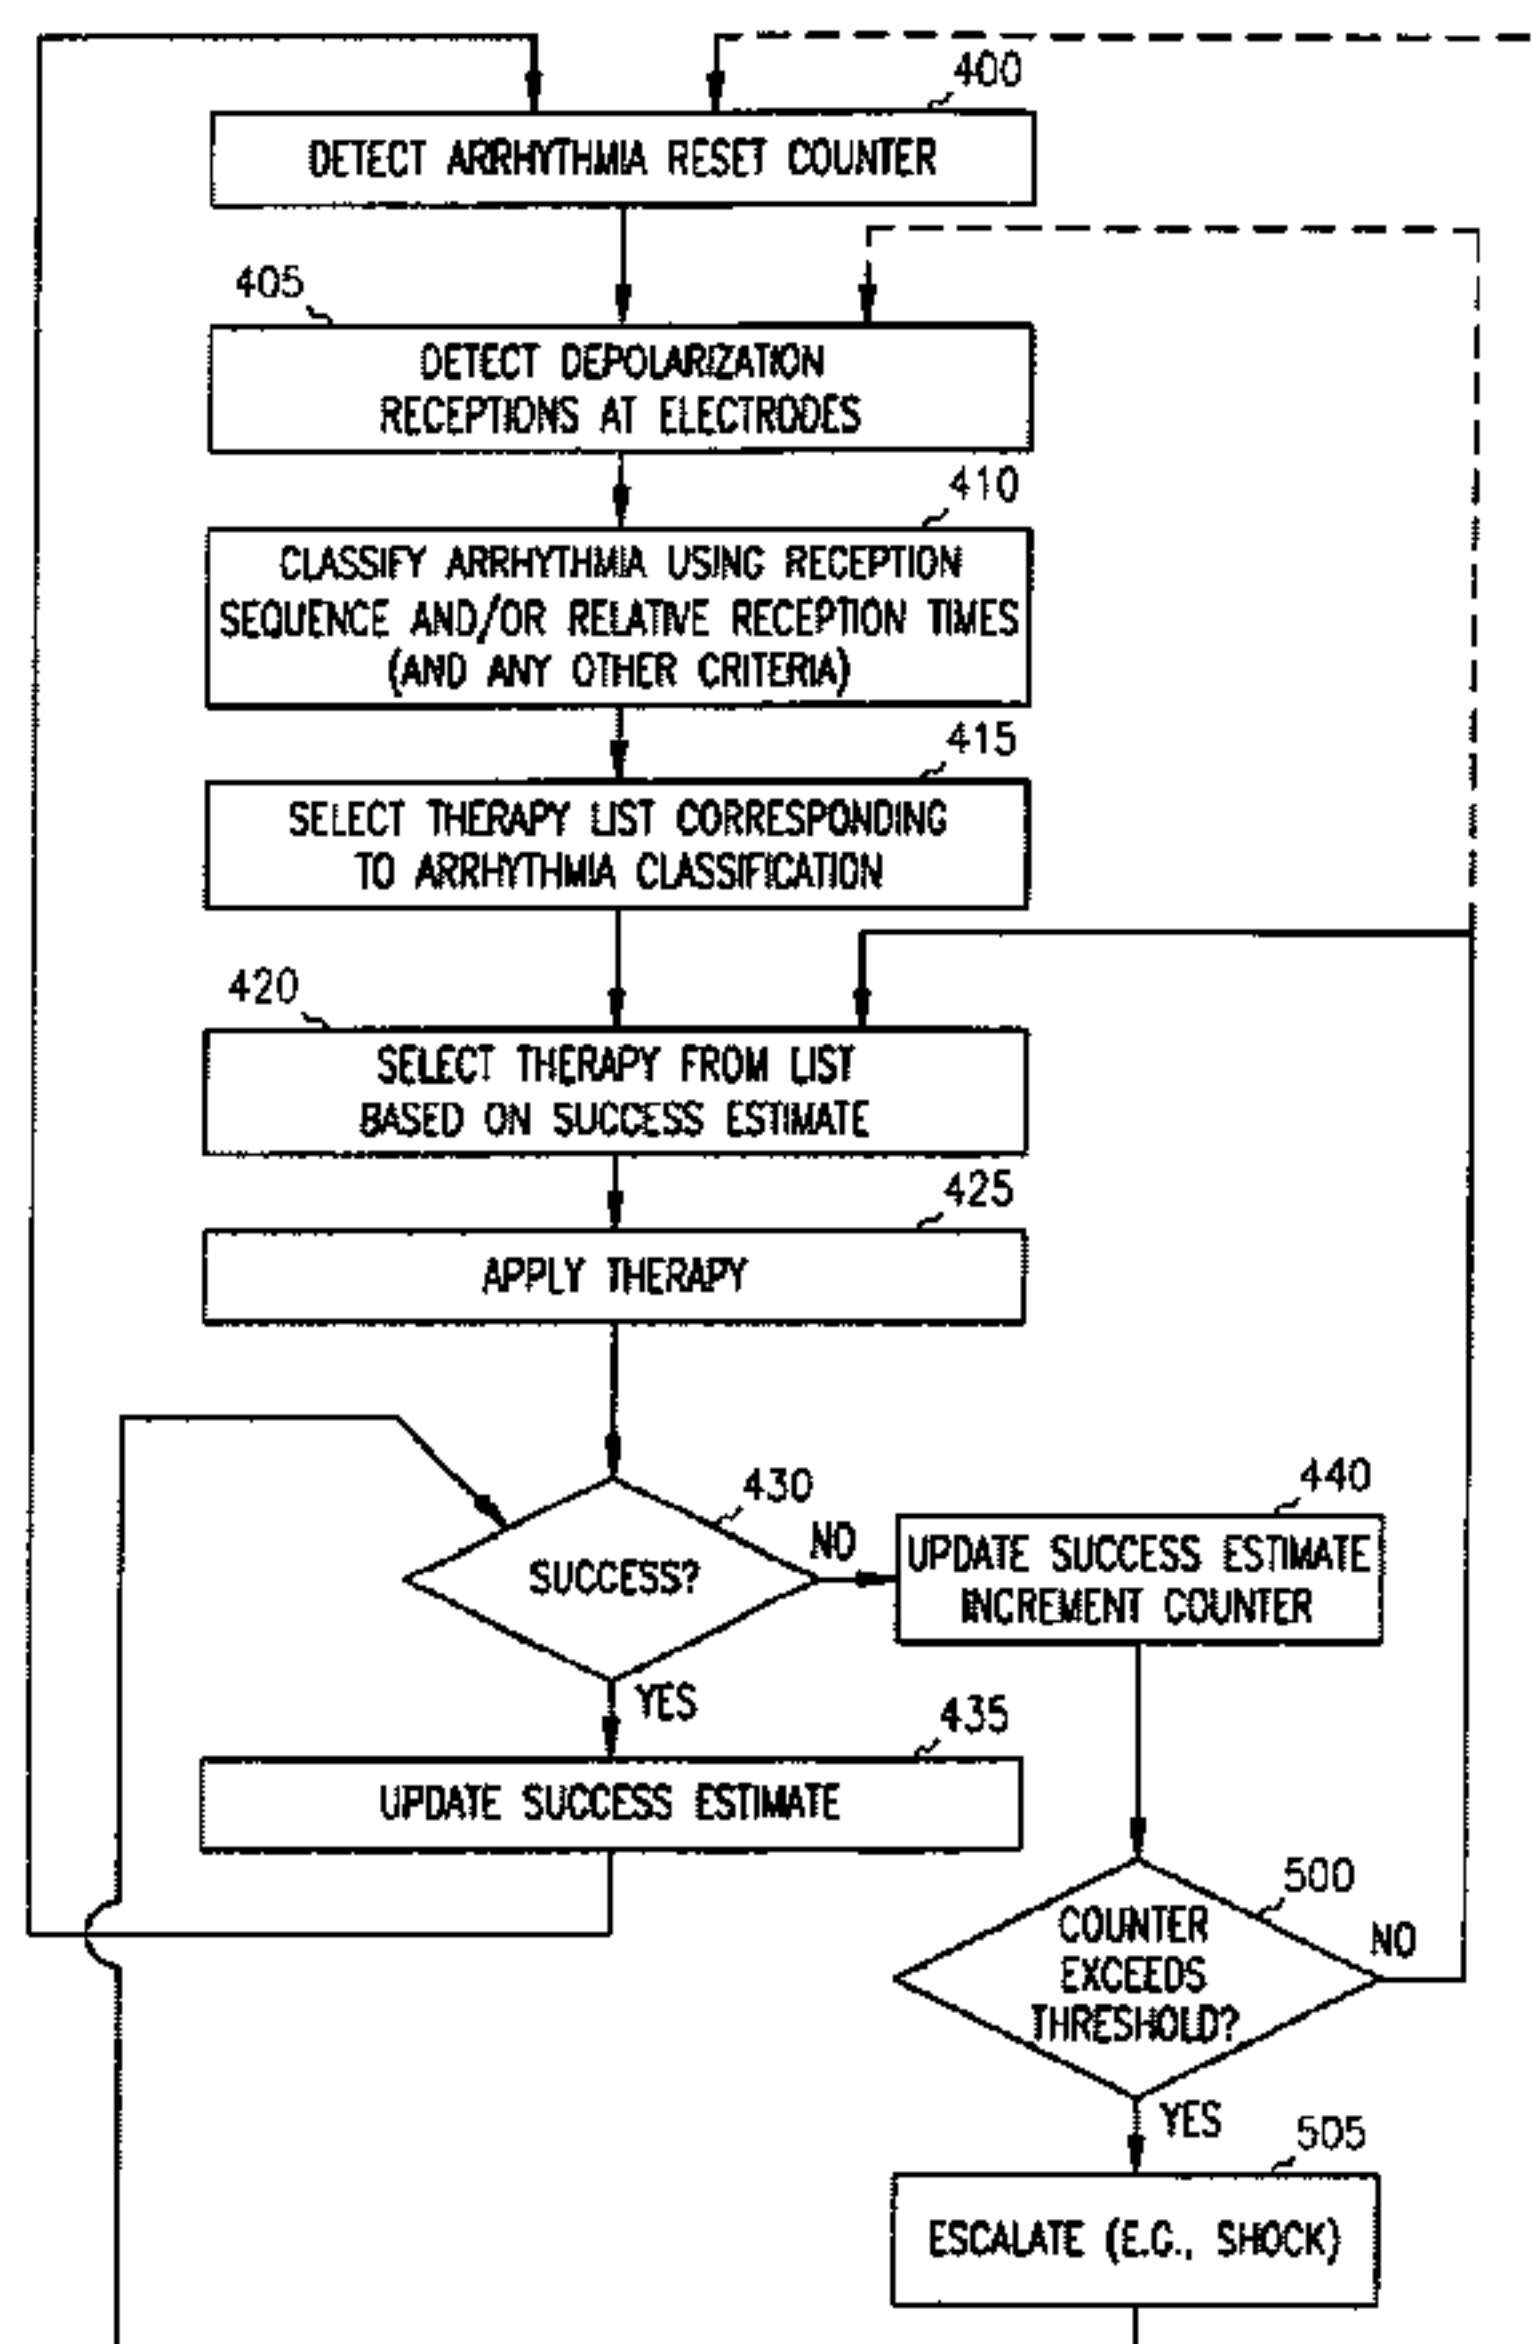 400
DETECT ARRHYTHMIA RESET COUNTER
405
DETECT DEPOLARIZATION
RECEPTIONS AT ELECTRODES
410
CLASSIFY ARRHYTHMIA USING RECEPTION
SEQUENCE AND/OR RELATIVE RECEPTION TIMES
(AND ANY OTHER CRITERIA)
415
SELECT THERAPY LIST CORRESPONDING
TO ARRHYTHMIA CLASSIFICATION
420
SELECT THERAPY FROM LIST
BASED ON SUCCESS ESTIMATE
425
APPLY THERAPY
430
SUCCESS?
NO
440
UPDATE SUCCESS ESTIMATE
INCREMENT COUNTER
YES
435
UPDATE SUCCESS ESTIMATE
500
COUNTER
EXCEEDS
THRESHOLD?
NO
YES
505
ESCALATE (E.G., SHOCK)